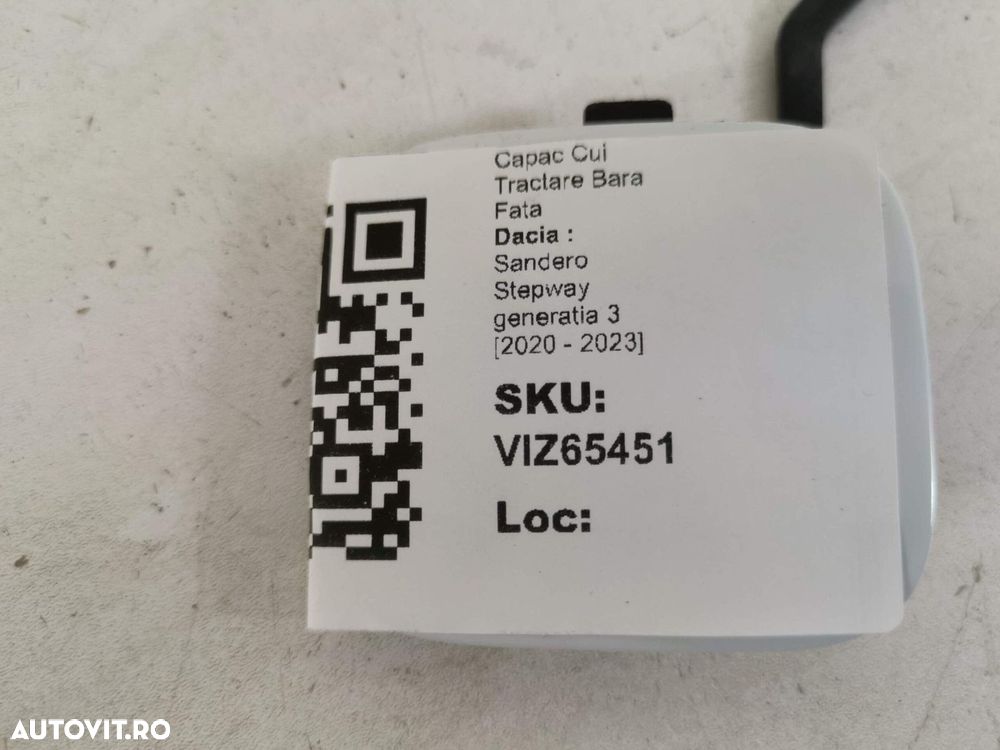 Capac Cui
Tractare Bara
Fata
Dacia :
Sandero
Stepway
generatia 3
[2020 - 2023]
SKU:
VIZ65451
Loc:
AUTOVIT.RO